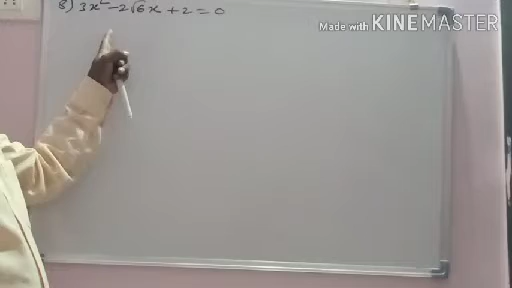 8) 3x² - 2√6x + 2 = 0
Made with KINEMASTER